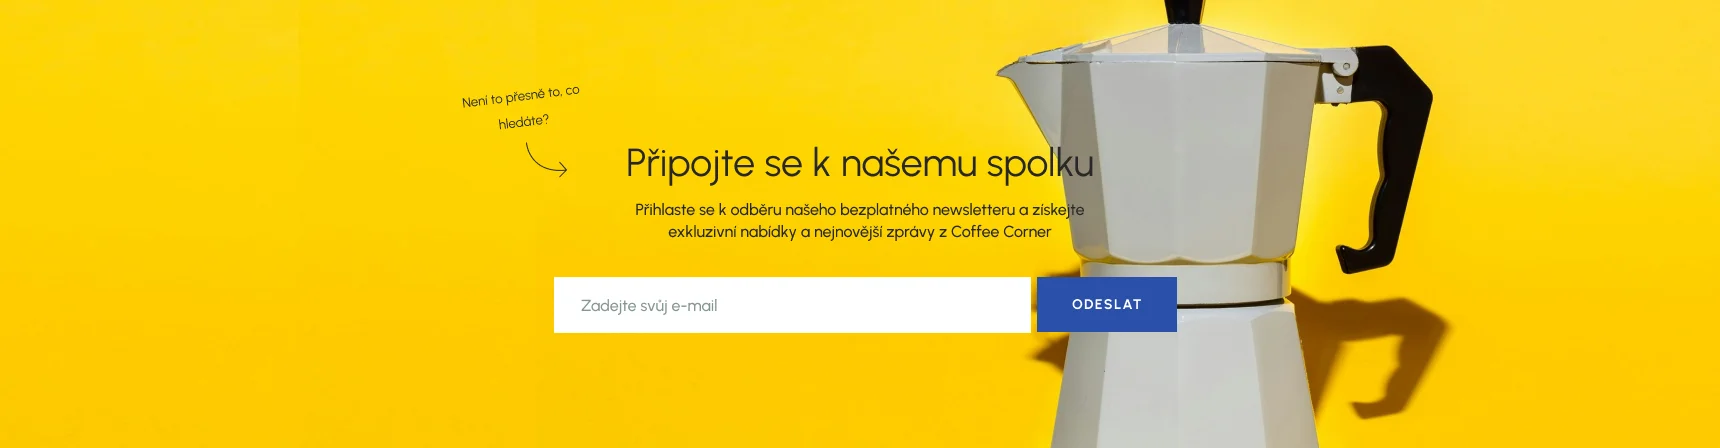 Není to přesně to, co
hledáte?
Připojte se k našemu spolku
Přihlaste se k odběru našeho bezplatného newsletteru a získejte
exkluzivní nabídky a nejnovější zprávy z Coffee Corner
Zadejte svůj e-mail
ODESLAT